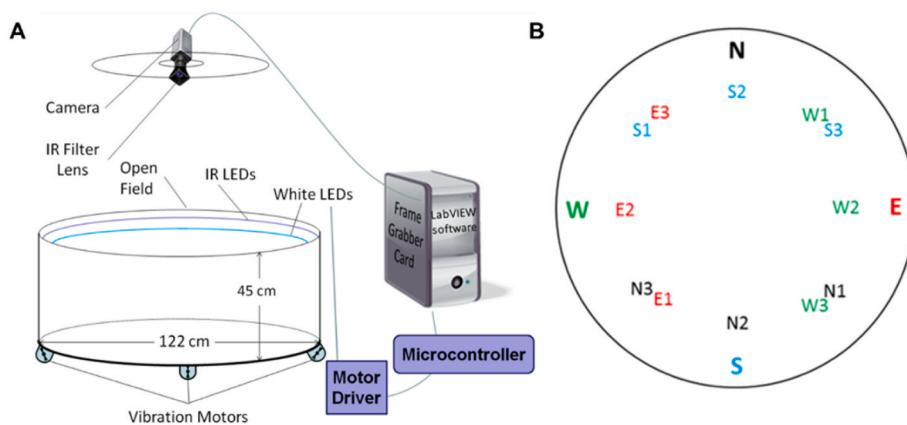 A
Camera
IR Filter
Lens
Open
Field
IR LEDs
White LEDs
45 cm
122 cm
Vibration Motors
Frame
Grabber
Card
LabVIEW
software
Microcontroller
Motor
Driver
B
N
S2
E3
S1
W1
S3
W
E2
W2
E
N3
E1
N1
W3
N2
S